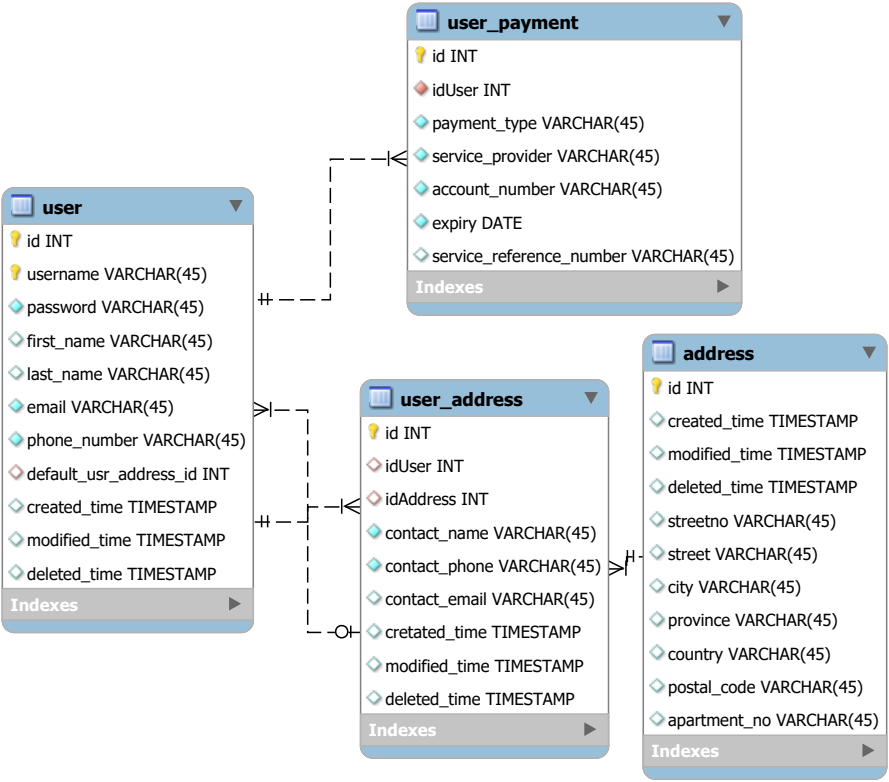 user_payment
id INT
idUser INT
payment_type VARCHAR(45)
service_provider VARCHAR(45)
account_number VARCHAR(45)
expiry DATE
service_reference_number VARCHAR(45)
Indexes
user
id INT
username VARCHAR(45)
password VARCHAR(45)
first_name VARCHAR(45)
last_name VARCHAR(45)
email VARCHAR(45)
phone_number VARCHAR(45)
default_usr_address_id INT
created_time TIMESTAMP
modified_time TIMESTAMP
deleted_time TIMESTAMP
Indexes
user_address
id INT
idUser INT
idAddress INT
contact_name VARCHAR(45)
contact_phone VARCHAR(45)
contact_email VARCHAR(45)
cretated_time TIMESTAMP
modified_time TIMESTAMP
deleted_time TIMESTAMP
Indexes
address
id INT
created_time TIMESTAMP
modified_time TIMESTAMP
deleted_time TIMESTAMP
streetno VARCHAR(45)
street VARCHAR(45)
city VARCHAR(45)
province VARCHAR(45)
country VARCHAR(45)
postal_code VARCHAR(45)
apartment_no VARCHAR(45)
Indexes